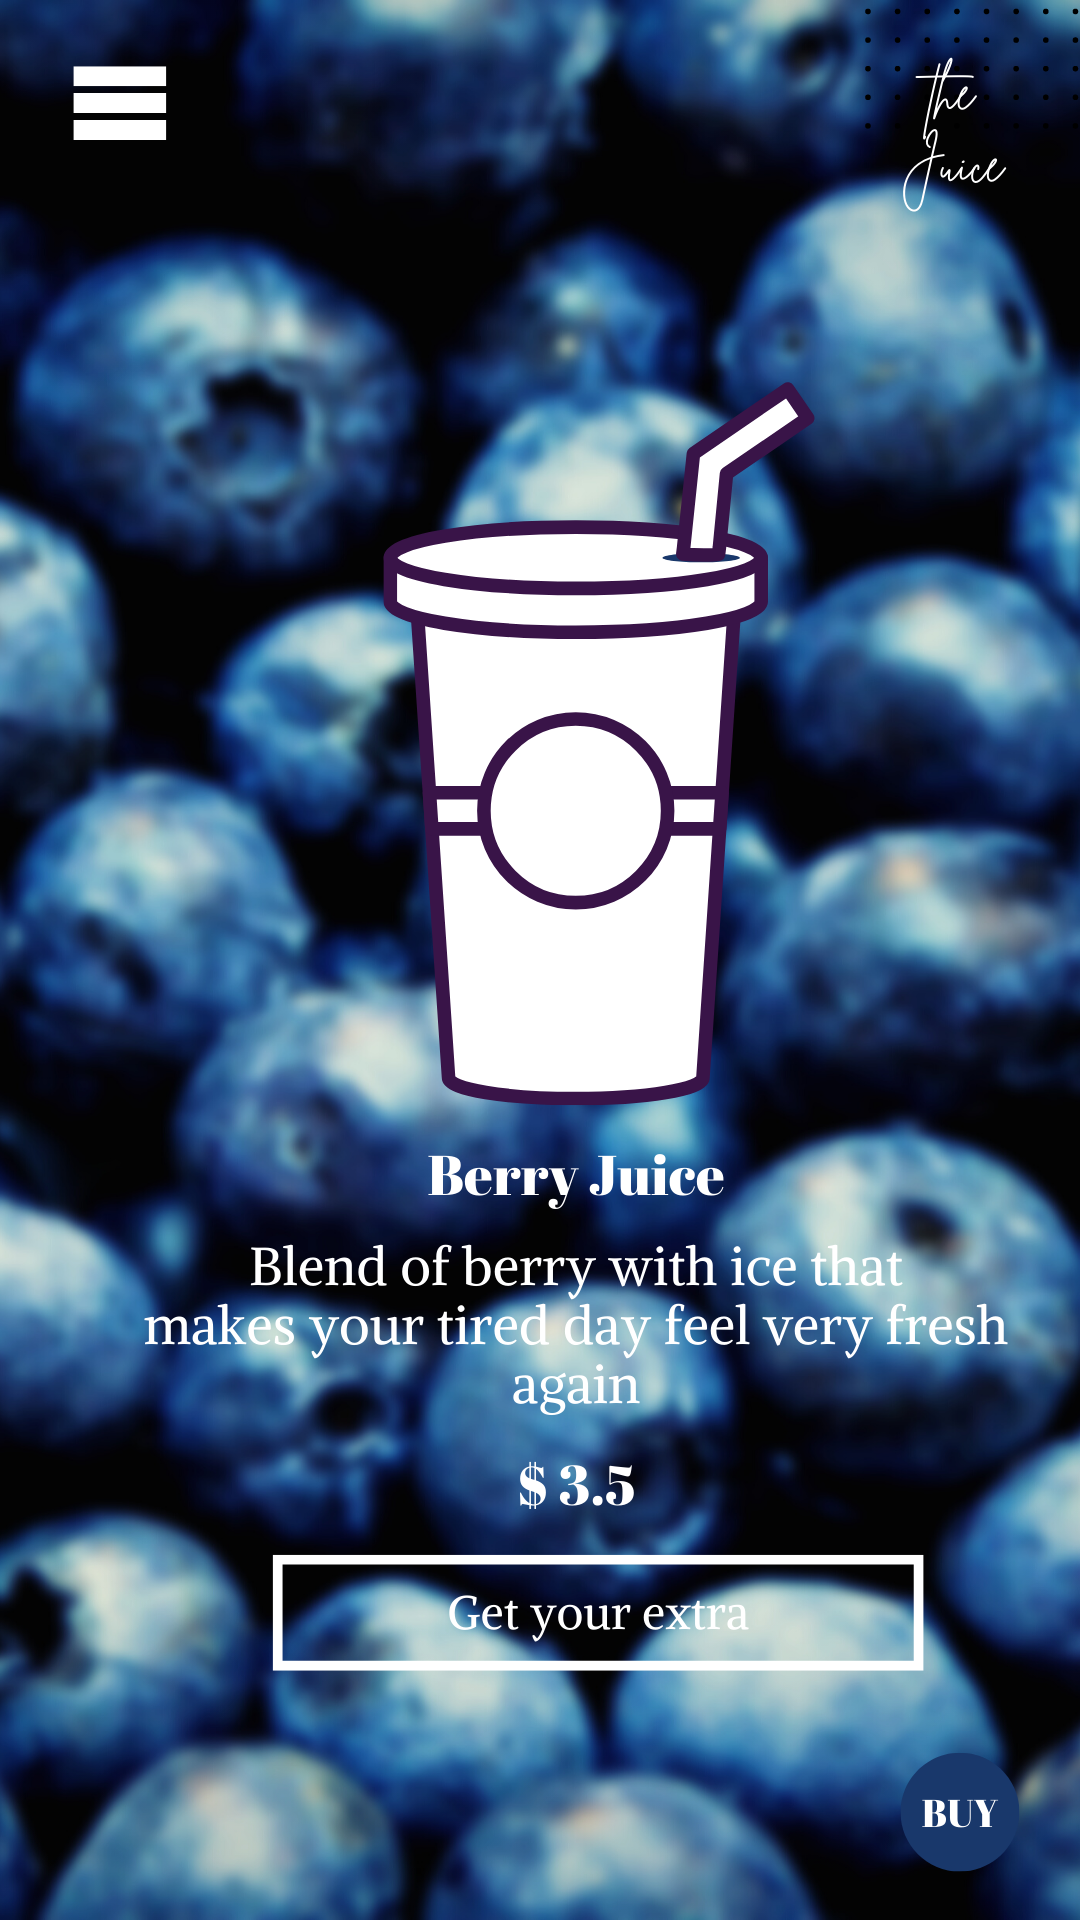 the
Juice
Berry Juice
Blend of berry with ice that
makes your tired day feel very fresh
again
$ 3.5
Get your extra
BUY